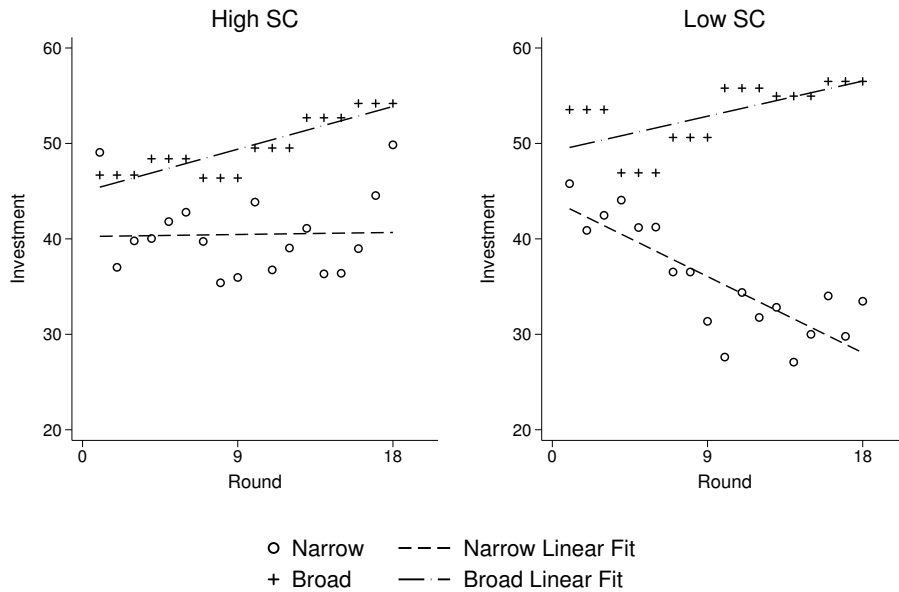 High SC
60
50
40
30
20
Investment
0
9
18
Round
Low SC
60
50
40
30
20
Investment
0
9
18
Round
Narrow
Narrow Linear Fit
Broad
Broad Linear Fit